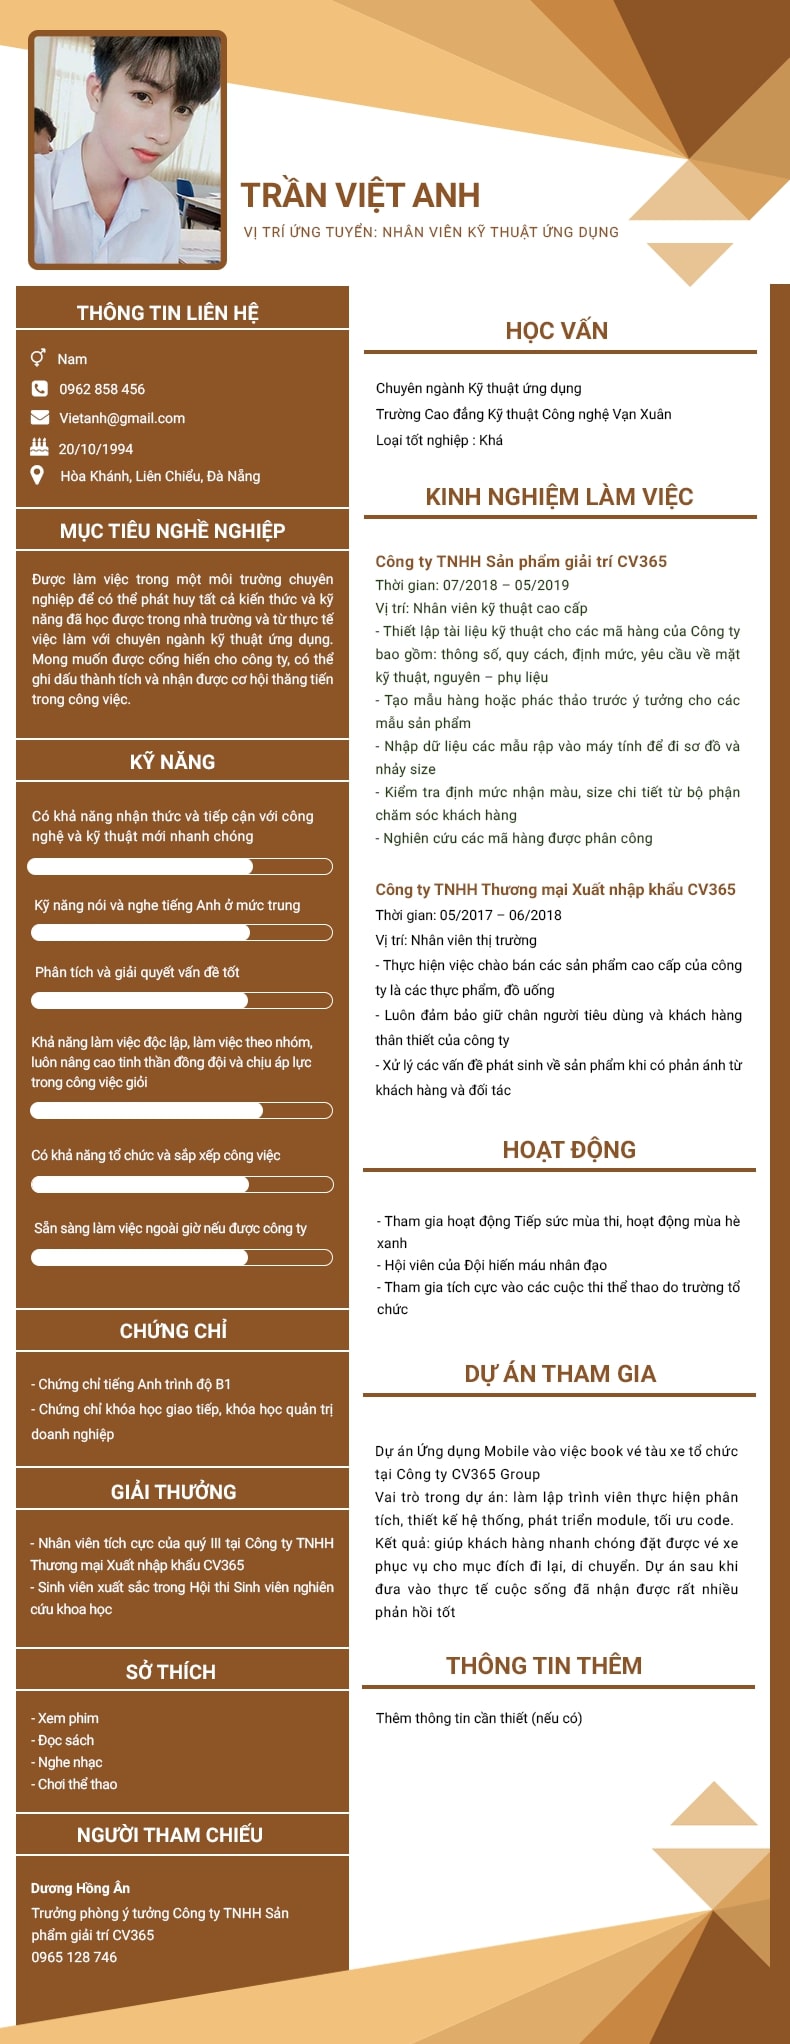 TRẦN VIỆT ANH
VỊ TRÍ ỨNG TUYỂN: NHÂN VIÊN KỸ THUẬT ỨNG DỤNG
THÔNG TIN LIÊN HỆ
Nam
0962 858 456
Vietanh@gmail.com
20/10/1994
Hòa Khánh, Liên Chiểu, Đà Nẵng
MỤC TIÊU NGHỀ NGHIỆP
Được làm việc trong một môi trường chuyên
nghiệp để có thể phát huy tất cả kiến thức và kỹ
năng đã học được trong nhà trường và từ thực tế
việc làm với chuyên ngành kỹ thuật ứng dụng.
Mong muốn được cống hiến cho công ty, có thể
ghi dấu thành tích và nhận được cơ hội thăng tiến
trong công việc.
KỸ NĂNG
Có khả năng nhận thức và tiếp cận với công
nghệ và kỹ thuật mới nhanh chóng
Kỹ năng nói và nghe tiếng Anh ở mức trung
Phân tích và giải quyết vấn đề tốt
Khả năng làm việc độc lập, làm việc theo nhóm,
luôn nâng cao tinh thần đồng đội và chịu áp lực
trong công việc giỏi
Có khả năng tổ chức và sắp xếp công việc
Sẵn sàng làm việc ngoài giờ nếu được công ty
CHỨNG CHỈ
- Chứng chỉ tiếng Anh trình độ B1
- Chứng chỉ khóa học giao tiếp, khóa học quản trị
doanh nghiệp
GIẢI THƯỞNG
- Nhân viên tích cực của quý III tại Công ty TNHH
Thương mại Xuất nhập khẩu CV365
- Sinh viên xuất sắc trong Hội thi Sinh viên nghiên
cứu khoa học
SỞ THÍCH
- Xem phim
- Đọc sách
- Nghe nhạc
- Chơi thể thao
NGƯỜI THAM CHIẾU
Dương Hồng Ân
Trưởng phòng ý tưởng Công ty TNHH Sản
phẩm giải trí CV365
0965 128 746
HỌC VẤN
Chuyên ngành Kỹ thuật ứng dụng
Trường Cao đẳng Kỹ thuật Công nghệ Vạn Xuân
Loại tốt nghiệp : Khá
KINH NGHIỆM LÀM VIỆC
Công ty TNHH Sản phẩm giải trí CV365
Thời gian: 07/2018 – 05/2019
Vị trí: Nhân viên kỹ thuật cao cấp
- Thiết lập tài liệu kỹ thuật cho các mã hàng của Công ty
bao gồm: thông số, quy cách, định mức, yêu cầu về mặt
kỹ thuật, nguyên – phụ liệu
- Tạo mẫu hàng hoặc phác thảo trước ý tưởng cho các
mẫu sản phẩm
- Nhập dữ liệu các mẫu rập vào máy tính để đi sơ đồ và
nhảy size
- Kiểm tra định mức nhận màu, size chi tiết từ bộ phận
chăm sóc khách hàng
- Nghiên cứu các mã hàng được phân công
Công ty TNHH Thương mại Xuất nhập khẩu CV365
Thời gian: 05/2017 – 06/2018
Vị trí: Nhân viên thị trường
- Thực hiện việc chào bán các sản phẩm cao cấp của công
ty là các thực phẩm, đồ uống
- Luôn đảm bảo giữ chân người tiêu dùng và khách hàng
thân thiết của công ty
- Xử lý các vấn đề phát sinh về sản phẩm khi có phản ánh từ
khách hàng và đối tác
HOẠT ĐỘNG
- Tham gia hoạt động Tiếp sức mùa thi, hoạt động mùa hè
xanh
- Hội viên của Đội hiến máu nhân đạo
- Tham gia tích cực vào các cuộc thi thể thao do trường tổ
chức
DỰ ÁN THAM GIA
Dự án Ứng dụng Mobile vào việc book vé tàu xe tổ chức
tại Công ty CV365 Group
Vai trò trong dự án: làm lập trình viên thực hiện phân
tích, thiết kế hệ thống, phát triển module, tối ưu code.
Kết quả: giúp khách hàng nhanh chóng đặt được vé xe
phục vụ cho mục đích đi lại, di chuyển. Dự án sau khi
đưa vào thực tế cuộc sống đã nhận được rất nhiều
phản hồi tốt
THÔNG TIN THÊM
Thêm thông tin cần thiết (nếu có)